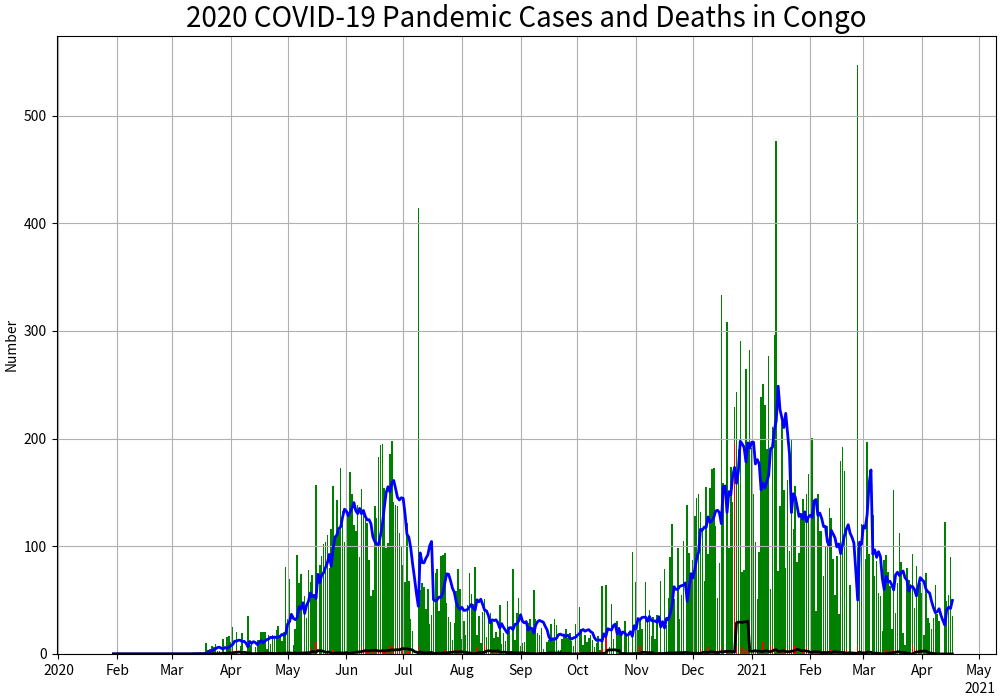 2020 COVID-19 Pandemic Cases and Deaths in Congo
Number
500
400
300
200
100
0
2020 Feb Mar Apr May Jun Jul Aug Sep Oct Nov Dec 2021 Feb Mar Apr May
2021